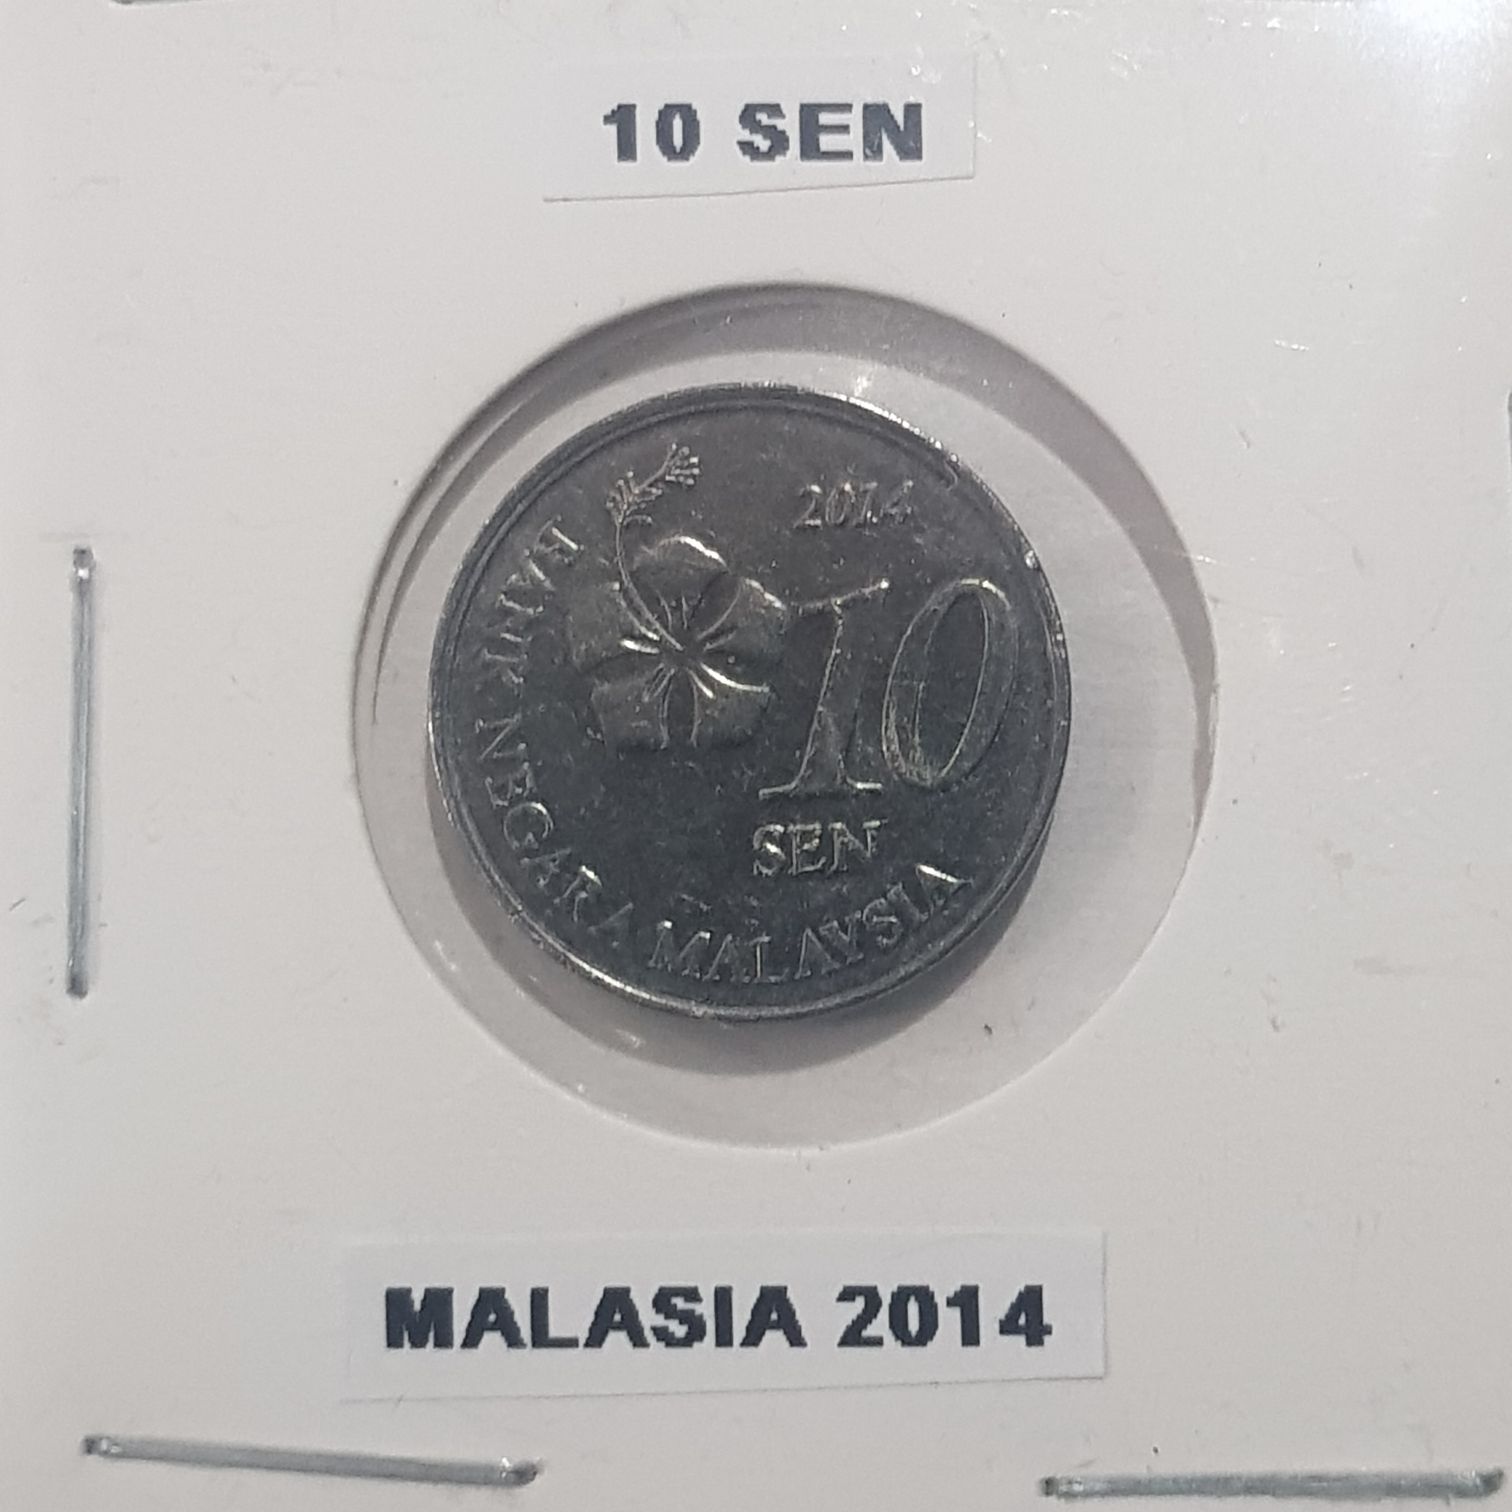 10 SEN
2014
10
SEN
BANK NEGARA MALAYSIA
MALASIA 2014